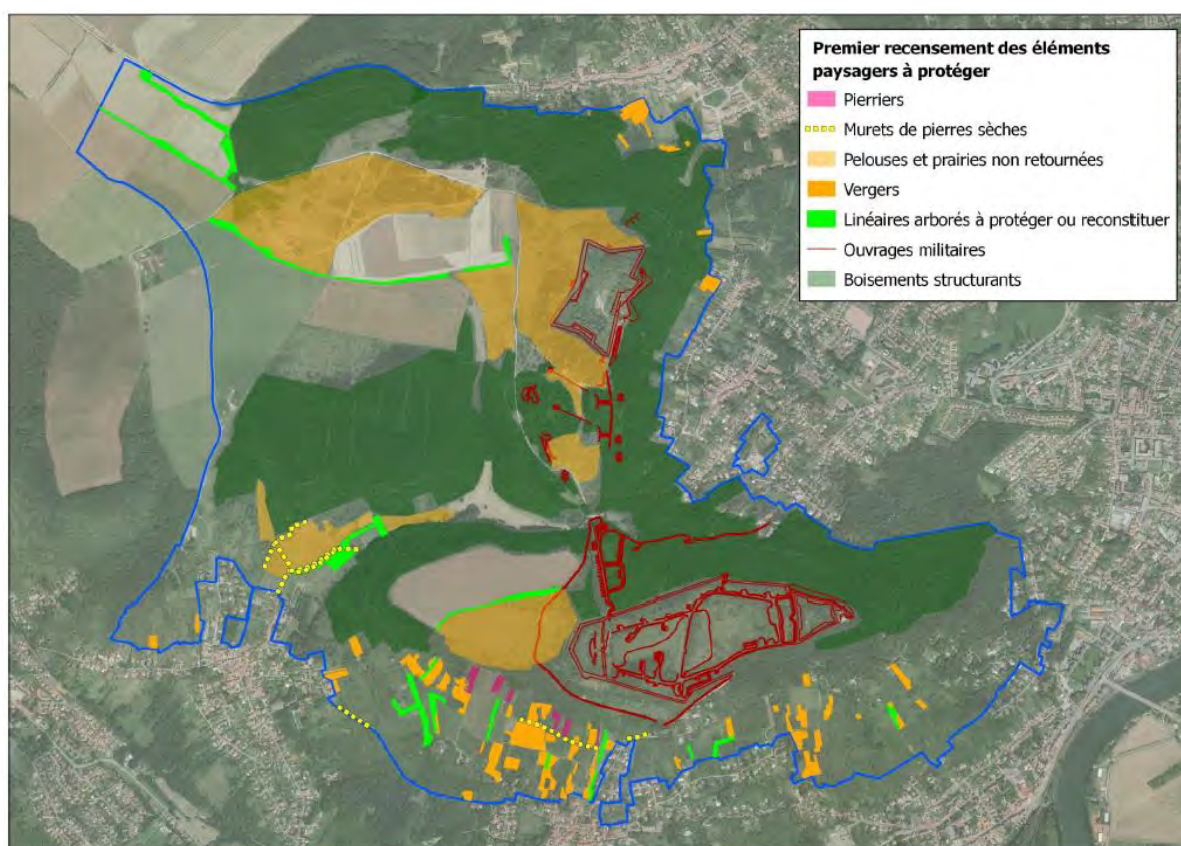 Premier recensement des éléments
paysagers à protéger
Pierriers
Murets de pierres sèches
Pelouses et prairies non retournées
Vergers
Linéaires arborés à protéger ou reconstituer
Ouvrages militaires
Boisements structurants